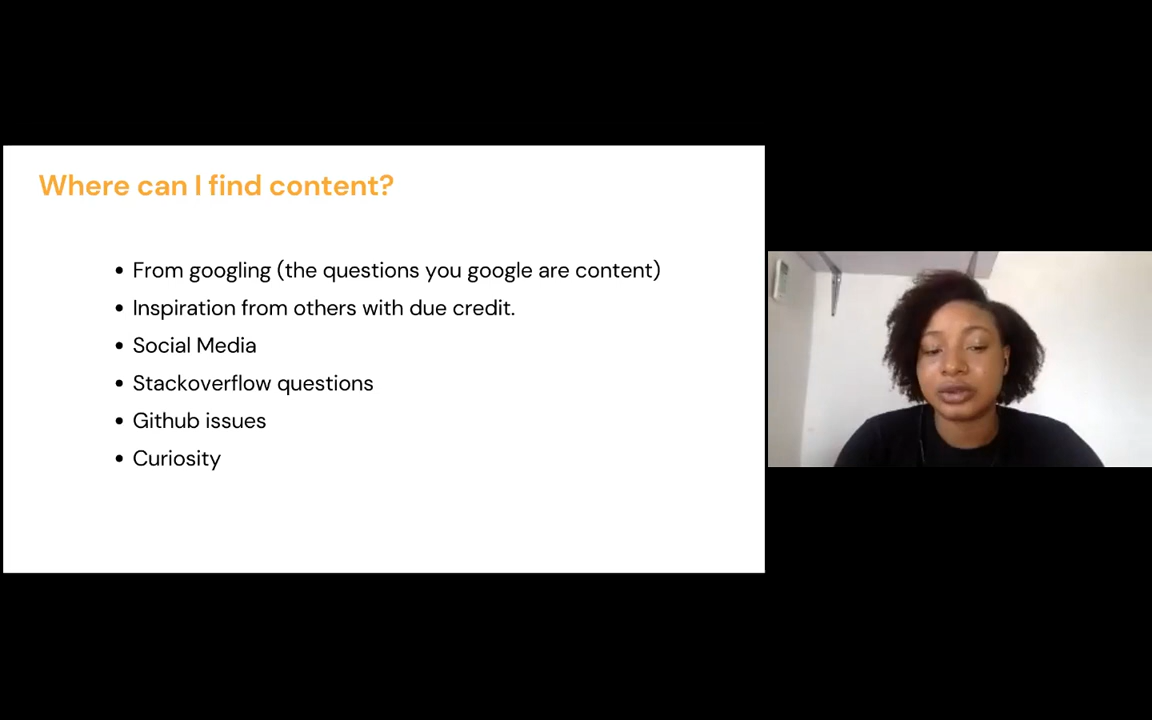 Where can I find content?
• From googling (the questions you google are content)
• Inspiration from others with due credit.
• Social Media
• Stackoverflow questions
• Github issues
• Curiosity